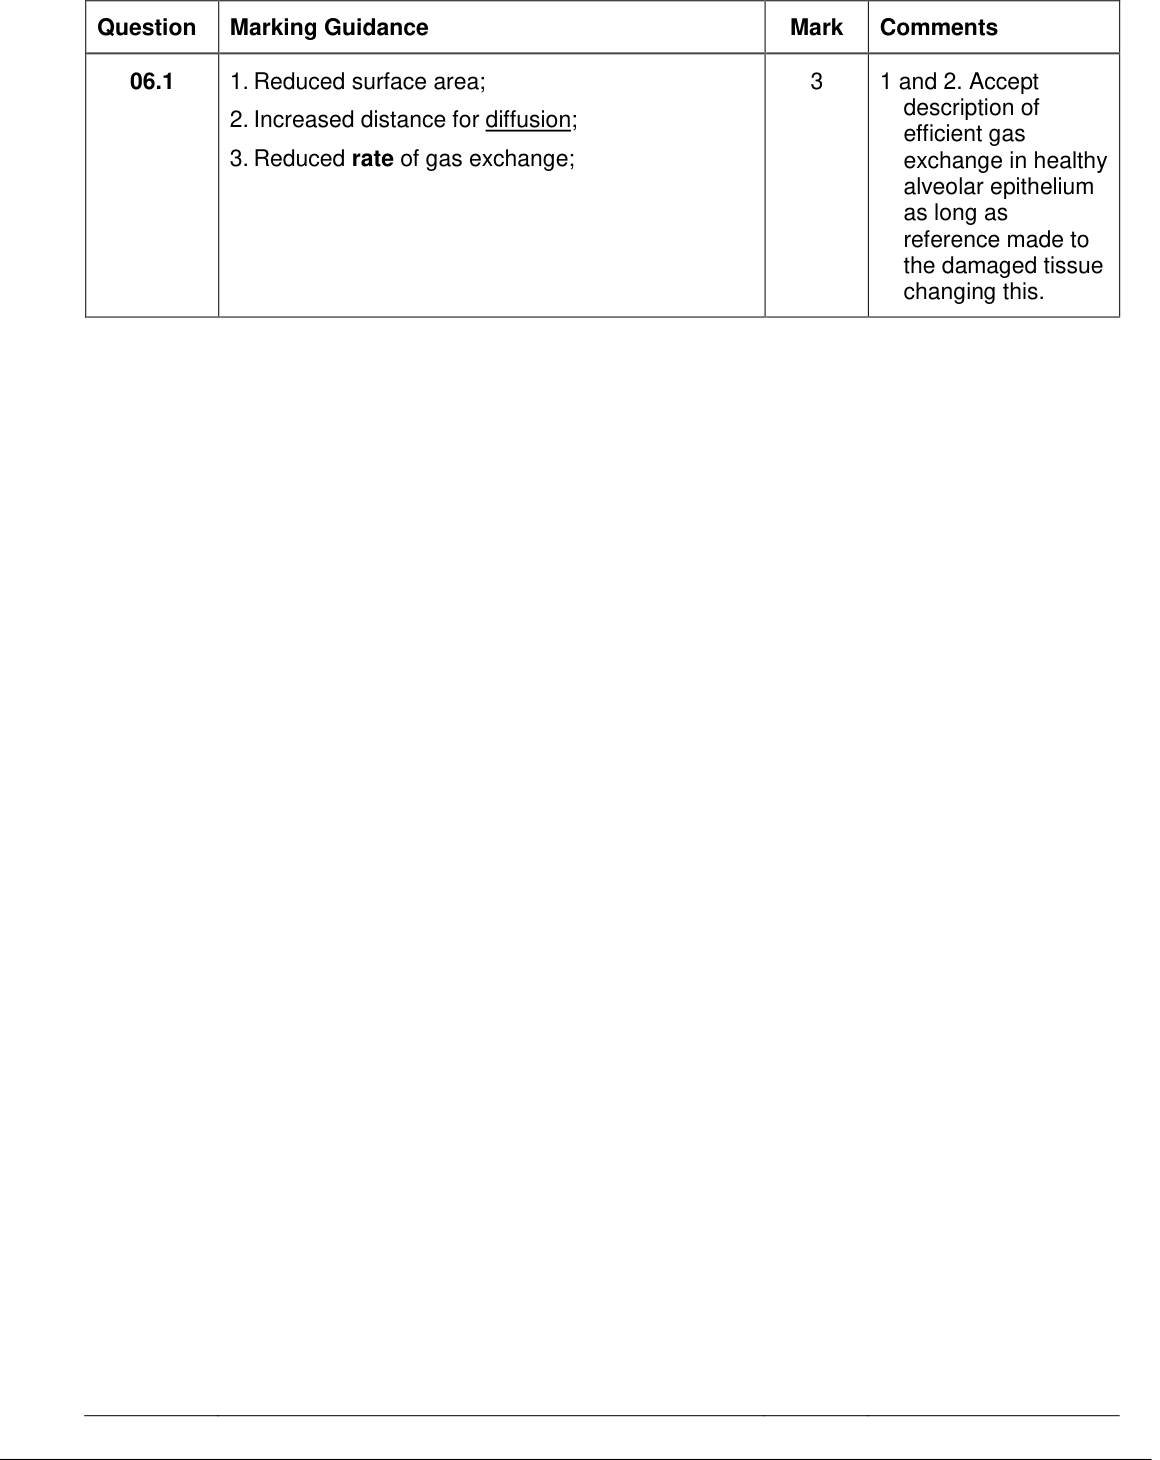 Question Marking Guidance Mark Comments
06.1 1. Reduced surface area; 3 1 and 2. Accept
description of
2. Increased distance for diffusion;
efficient gas
3. Reduced rate of gas exchange;
exchange in healthy
alveolar epithelium
as long as
reference made to
the damaged tissue
changing this.